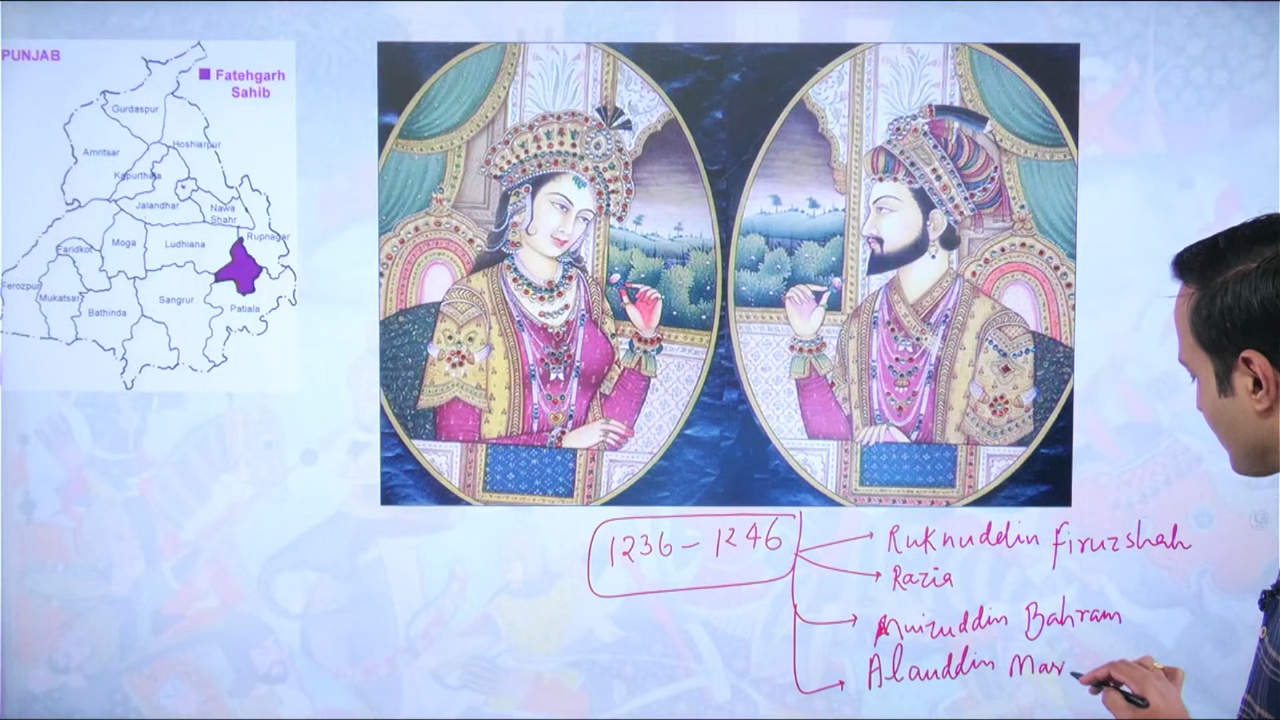 PUNJAB
Fatehgarh
Sahib
Gurdaspur
Hoshiarpur
Amritsar
Kapurthala
Jalandhar
Nawa
Shahr
Rupnagar
Faridkot
Moga
Ludhiana
Ferozpur
Mukatsar
Sangrur
Bathinda
Patiala
1236 - 1246
Ruknuddin firuzshah
Razia
Muizuddin Bahram
Alauddin Mas